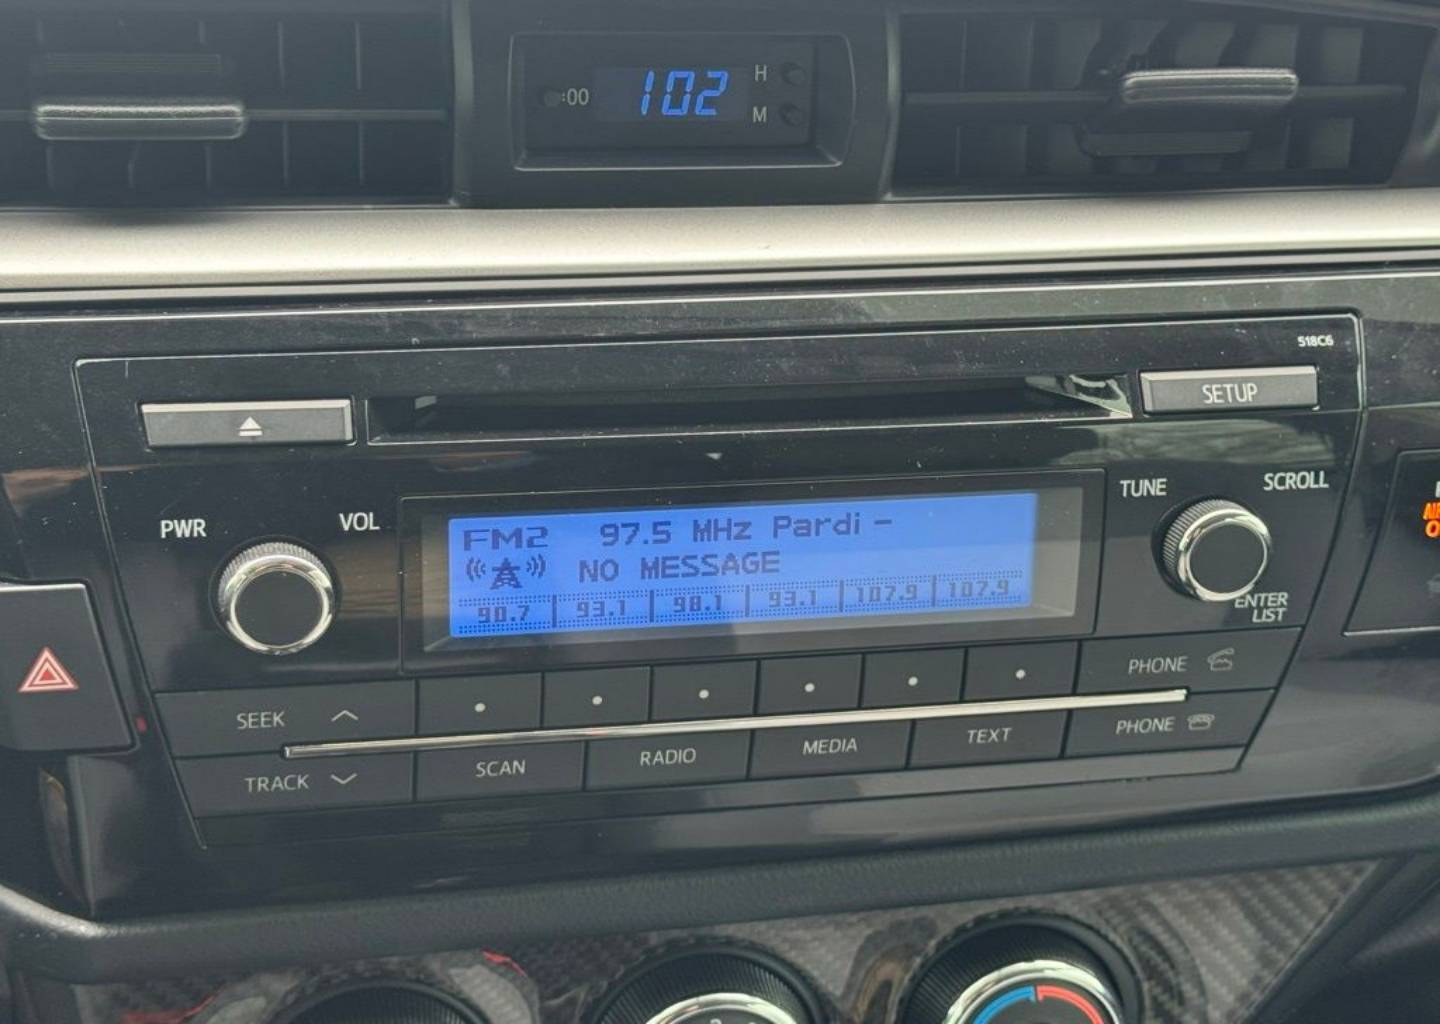 :00 102 H
M
518C6
SETUP
PWR VOL
TUNE SCROLL
FM2 97.5 MHz Pardi -
NO MESSAGE
90.7 93.1 98.1 93.1 107.9 107.9
ENTER
LIST
SEEK
TRACK
SCAN RADIO MEDIA TEXT
PHONE
PHONE